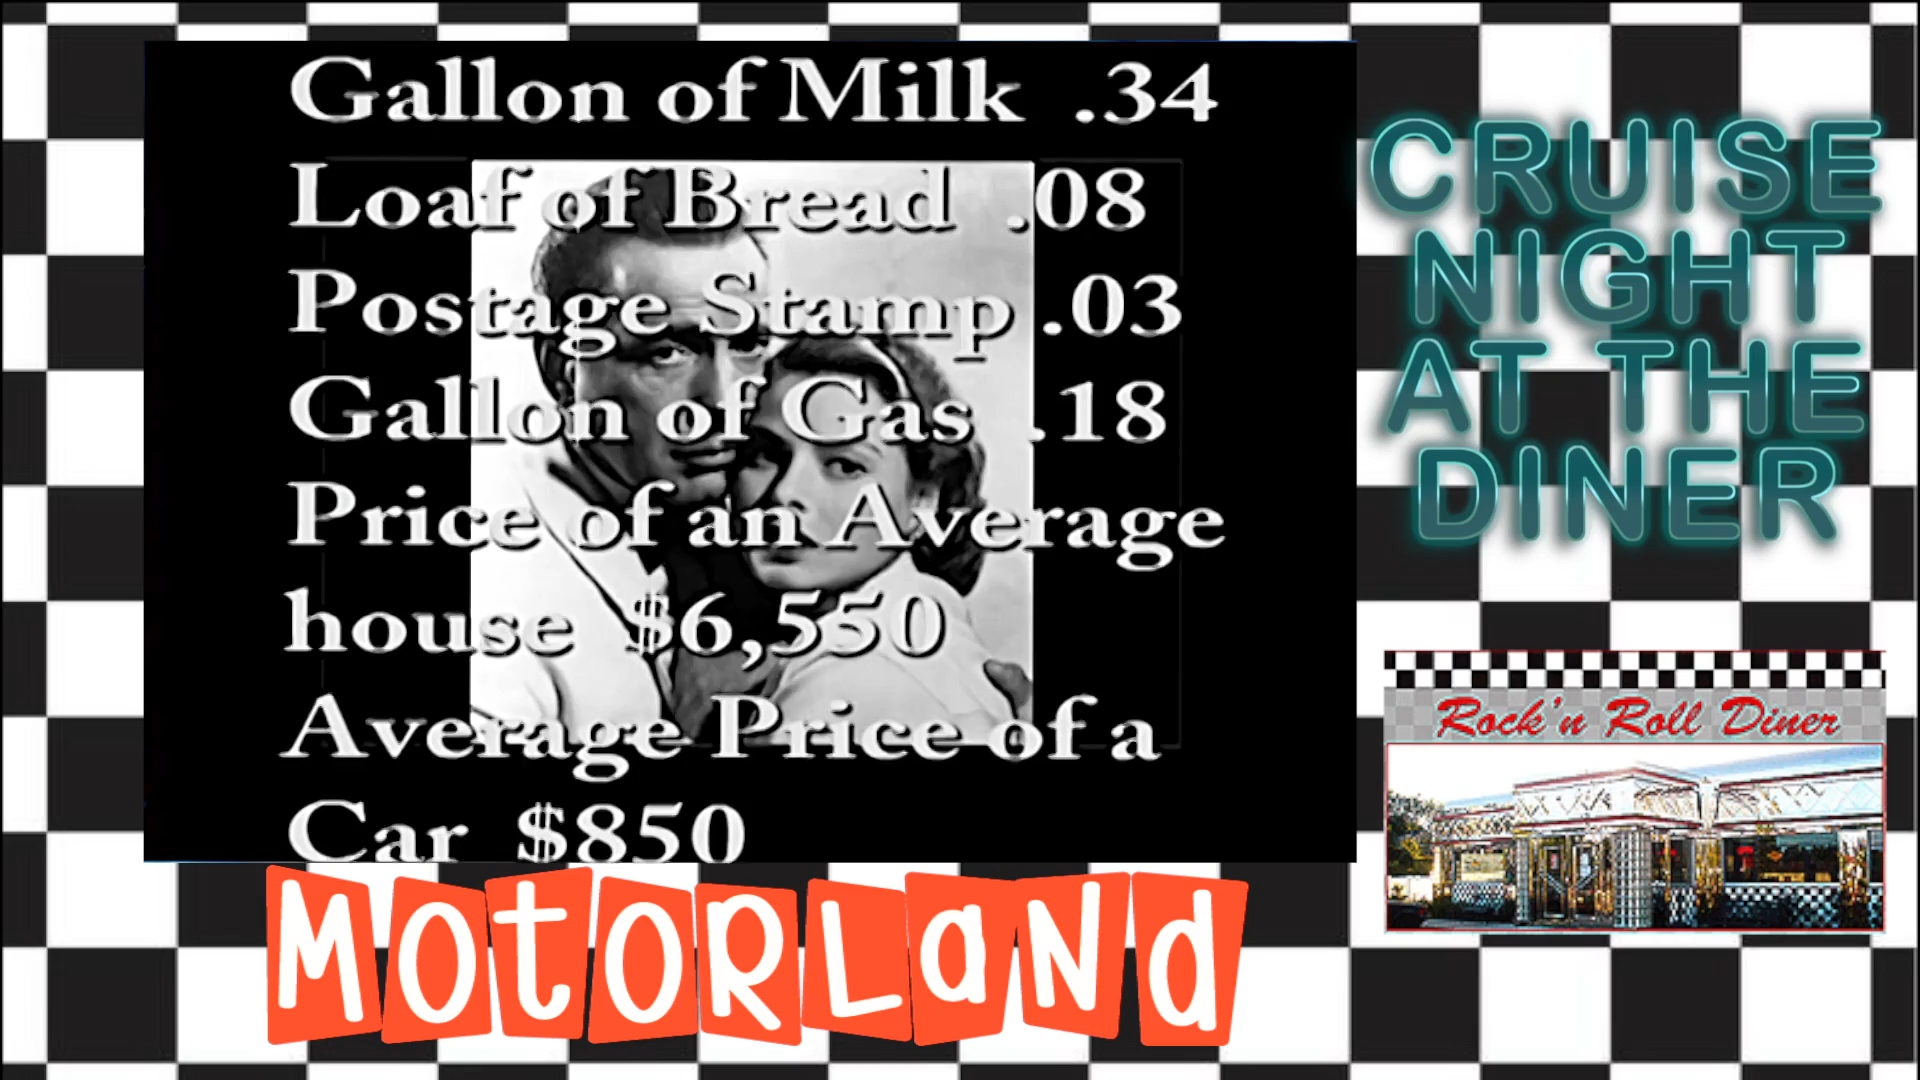 Gallon of Milk .34
Loaf of Bread .08
Postage Stamp .03
Gallon of Gas .18
Price of an Average
house $6,550
Average Price of a
Car $850
MotoRLaNd
CRUISE
NIGHT
AT THE
DINER
Rock'n Roll Diner